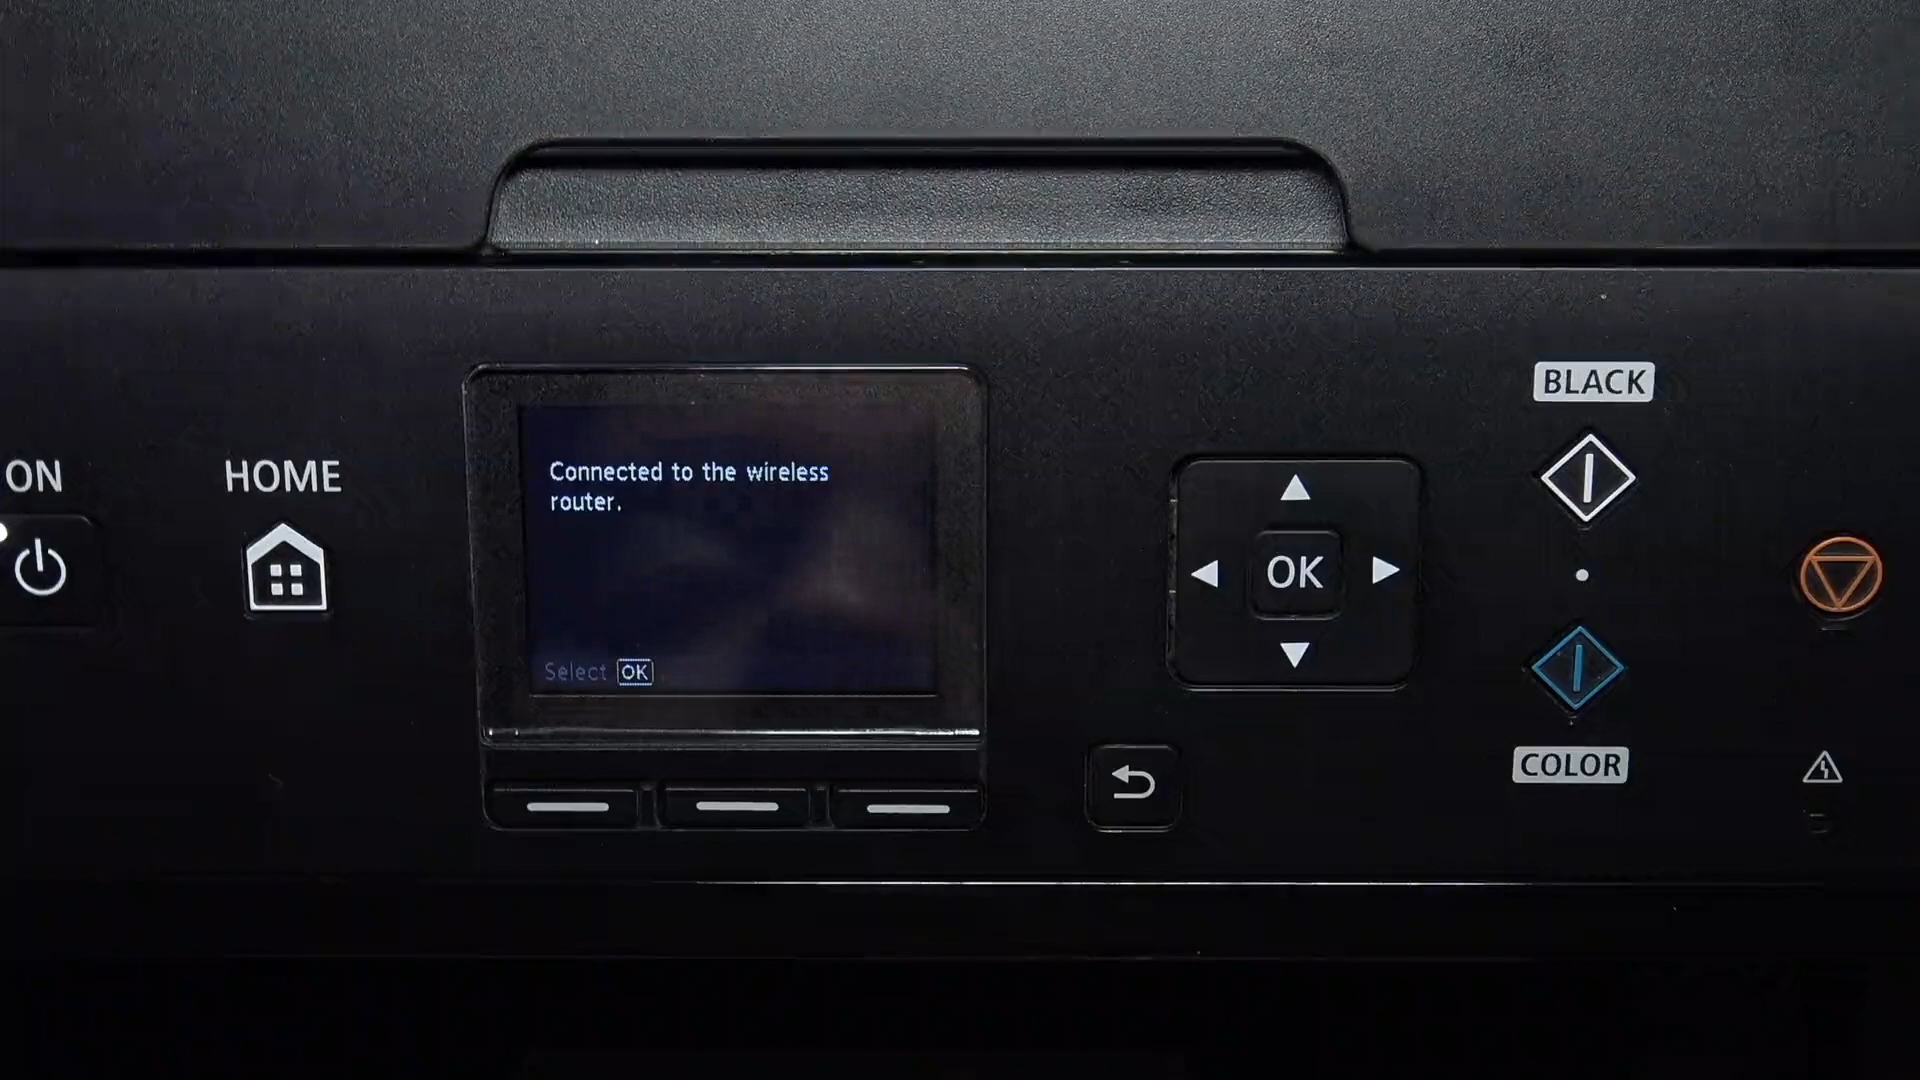 BLACK
ON
HOME
Connected to the wireless
router.
OK
Select OK
COLOR